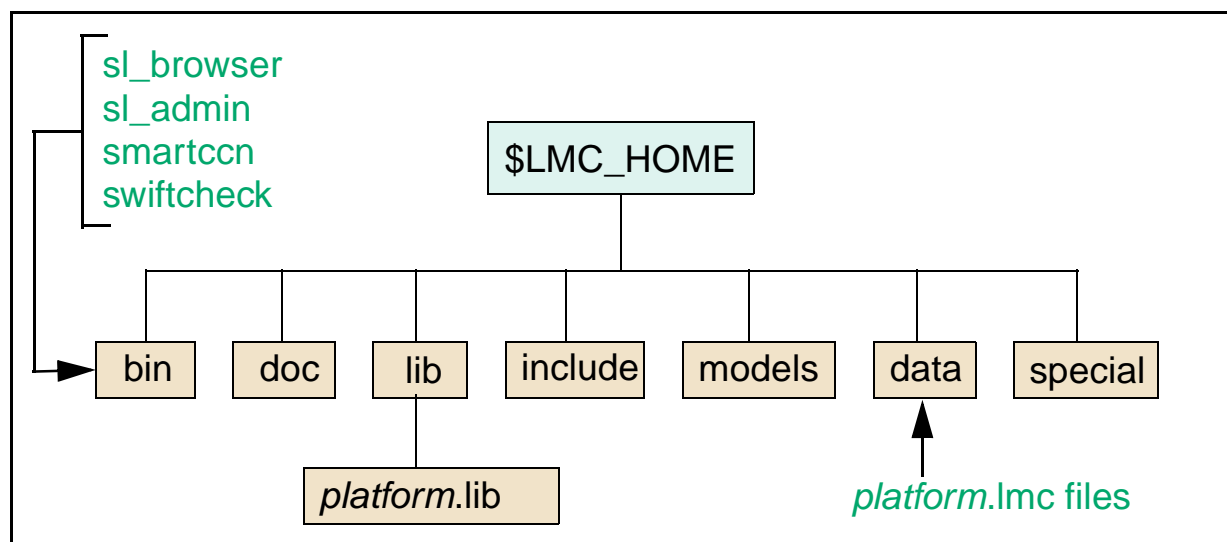 sl_browser
sl_admin
smartccn
swiftcheck
$LMC_HOME
bin
doc
lib
include
models
data
special
platform.lib
platform.lmc files